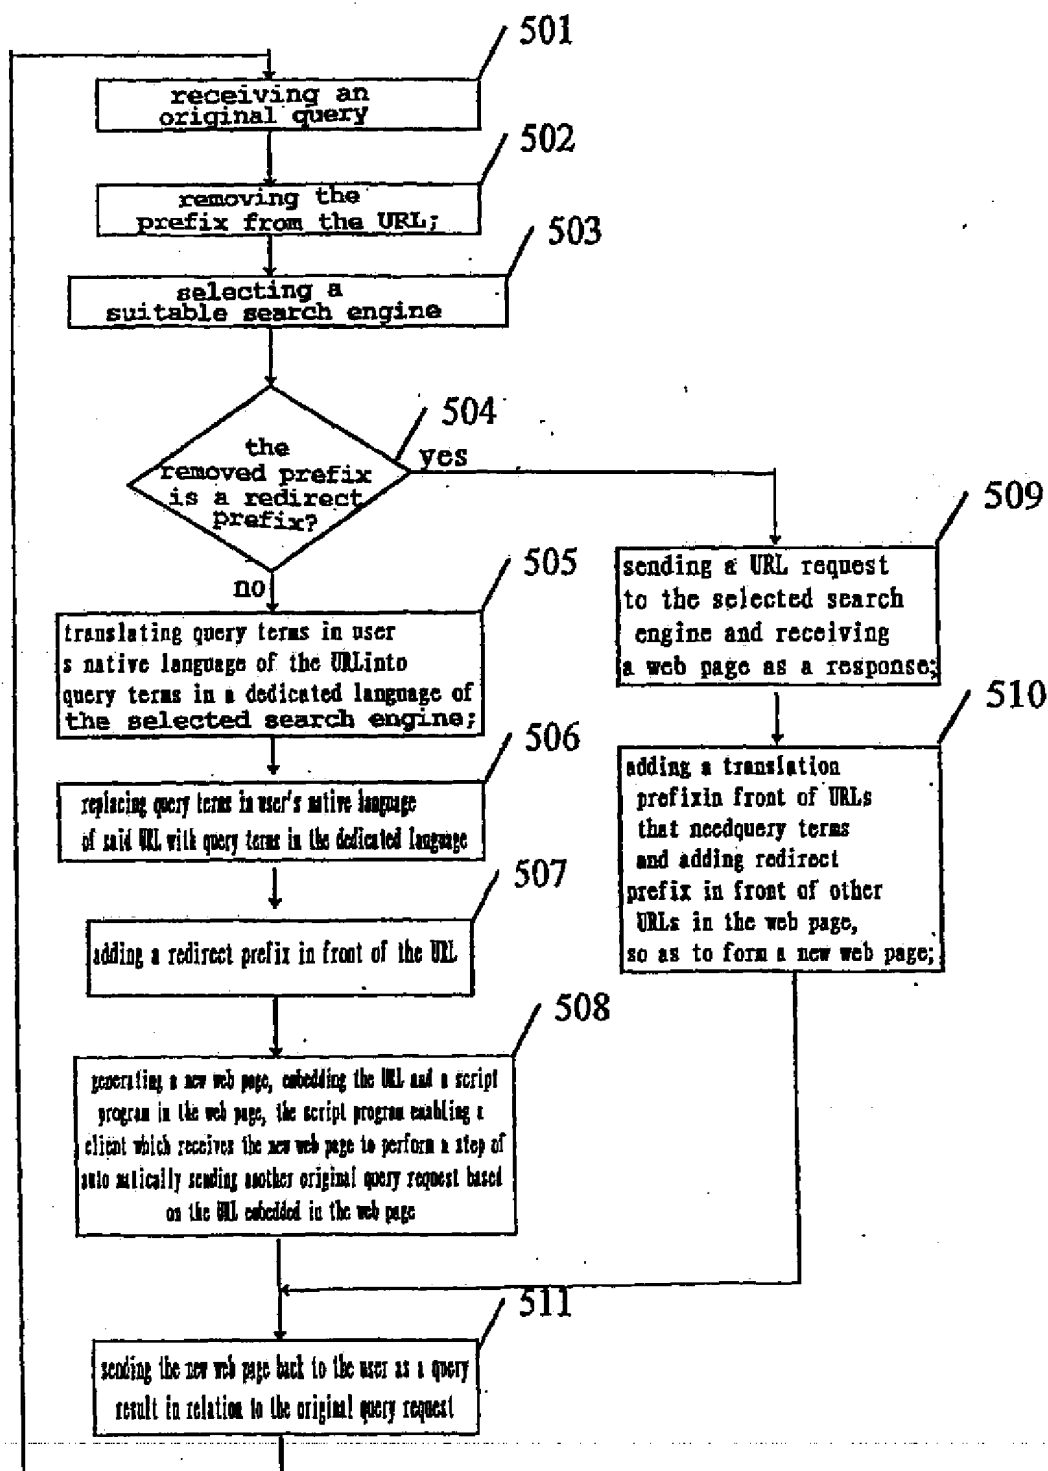 501
receiving an
original query
502
removing the
prefix from the URL;
503
selecting a
suitable search engine
504
the
removed prefix
is a redirect
prefix?
yes
no
505
translating query terms in user
s native language of the URLinto
query terms in a dedicated language of
the selected search engine;
506
replacing query terms in user's native language
of said URL with query terms in the dedicated language
507
adding a redirect prefix in front of the URL
508
generating a new web page, embedding the URL and a script
program in the web page, the script program enabling a
client which receives the new web page to perform a step of
auto matically sending another original query request based
on the URL embedded in the web page
509
sending a URL request
to the selected search
engine and receiving
a web page as a response;
510
adding a translation
prefixin front of URLs
that needquery terms
and adding redirect
prefix in front of other
URLs in the web page,
so as to form a new web page;
511
sending the new web page back to the user as a query
result in relation to the original query request